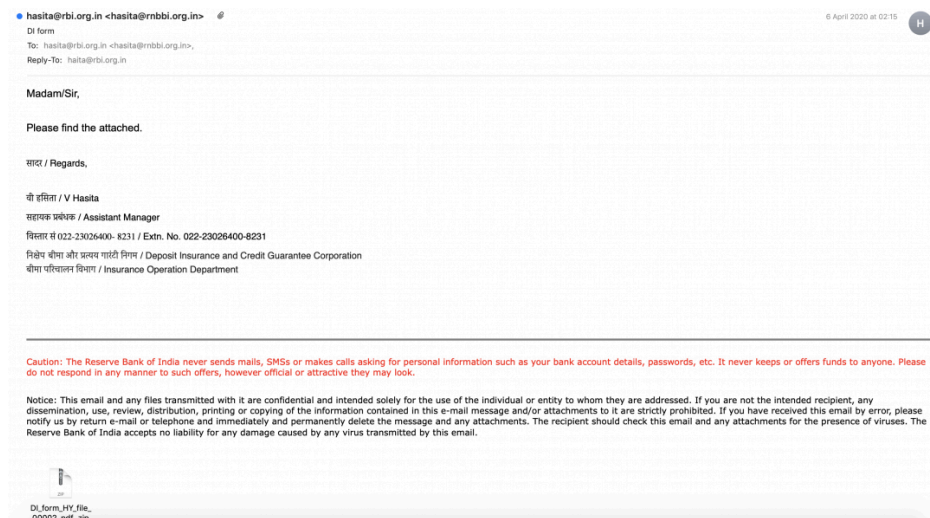 hasita@rbi.org.in <hasita@rnbbi.org.in>
6 April 2020 at 02:15
H
DI form
To: hasita@rbi.org.in <hasita@rnbbi.org.in>,
Reply-To: haita@rbi.org.in
Madam/Sir,
Please find the attached.
सादर / Regards,
वी हसिता / V Hasita
सहायक प्रबंधक / Assistant Manager
विस्तार सं 022-23026400- 8231 / Extn. No. 022-23026400-8231
निक्षेप बीमा और प्रत्यय गारंटी निगम / Deposit Insurance and Credit Guarantee Corporation
बीमा परिचालन विभाग / Insurance Operation Department
Caution: The Reserve Bank of India never sends mails, SMSs or makes calls asking for personal information such as your bank account details, passwords, etc. It never keeps or offers funds to anyone. Please
do not respond in any manner to such offers, however official or attractive they may look.
Notice: This email and any files transmitted with it are confidential and intended solely for the use of the individual or entity to whom they are addressed. If you are not the intended recipient, any
dissemination, use, review, distribution, printing or copying of the information contained in this e-mail message and/or attachments to it are strictly prohibited. If you have received this email by error, please
notify us by return e-mail or telephone and immediately and permanently delete the message and any attachments. The recipient should check this email and any attachments for the presence of viruses. The
Reserve Bank of India accepts no liability for any damage caused by any virus transmitted by this email.
ZIP
DI_form_HY_file_
00002_pdf.zip